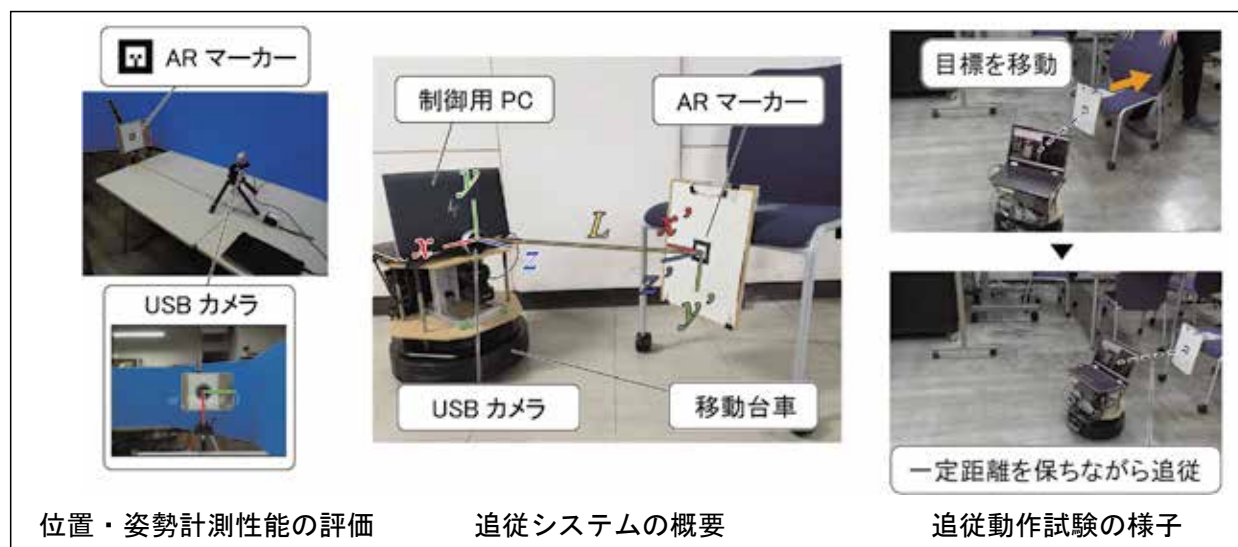 AR マーカー
USB カメラ
位置・姿勢計測性能の評価
制御用 PC
AR マーカー
y
x
z
L
x'
z'
y'
USB カメラ
移動台車
追従システムの概要
目標を移動
一定距離を保ちながら追従
追従動作試験の様子